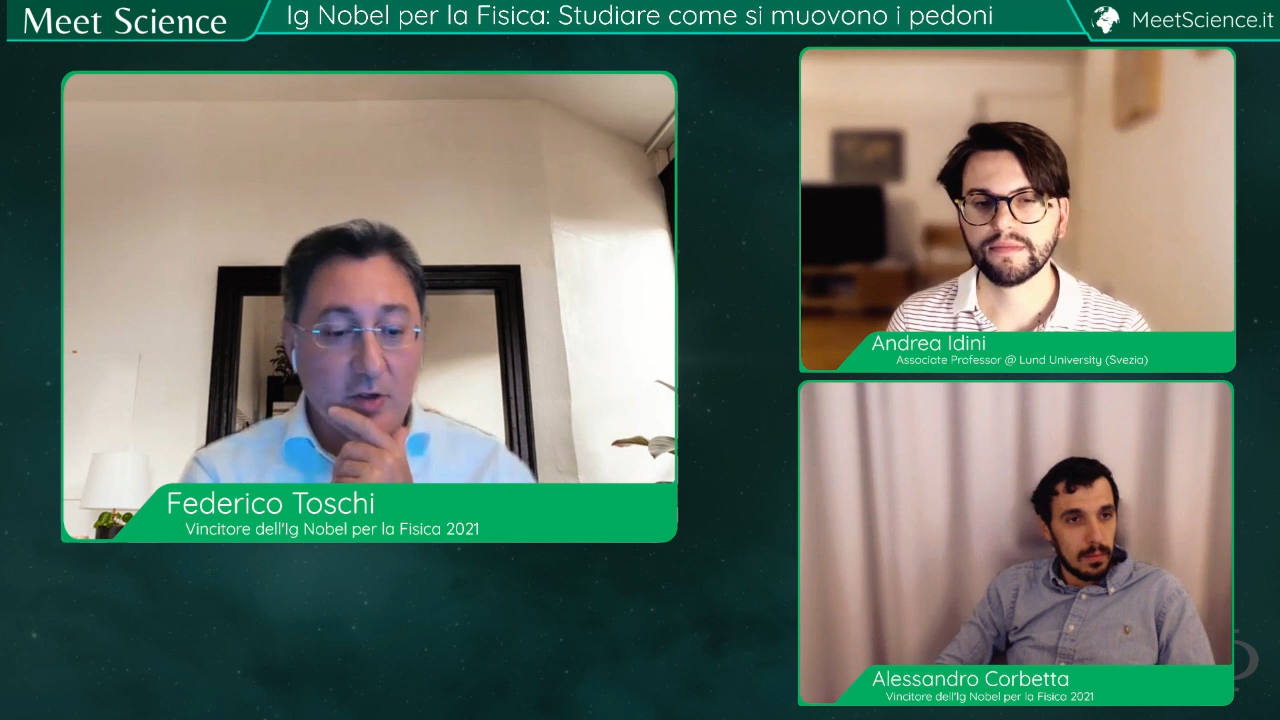 Meet Science
Ig Nobel per la Fisica: Studiare come si muovono i pedoni
MeetScience.it
Federico Toschi
Vincitore dell'Ig Nobel per la Fisica 2021
Andrea Idini
Associate Professor @ Lund University (Svezia)
Alessandro Corbetta
Vincitore dell'Ig Nobel per la Fisica 2021